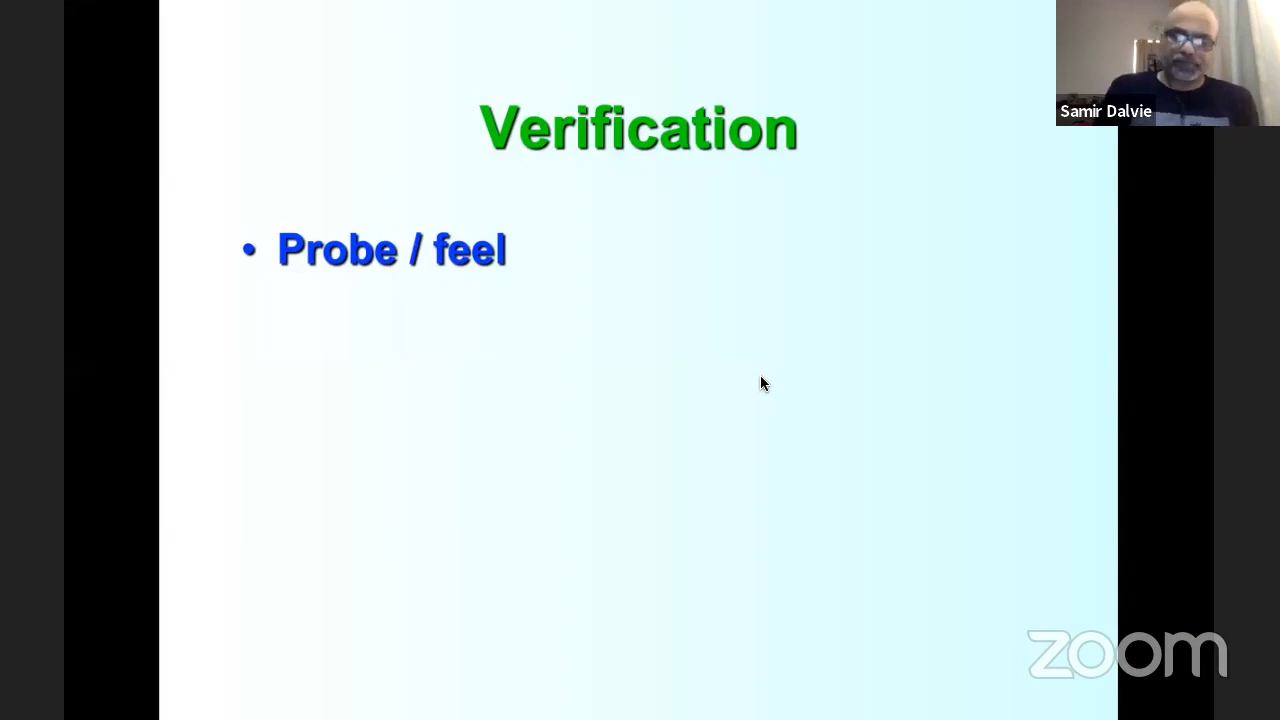 Verification
• Probe / feel
Samir Dalvie
zoom